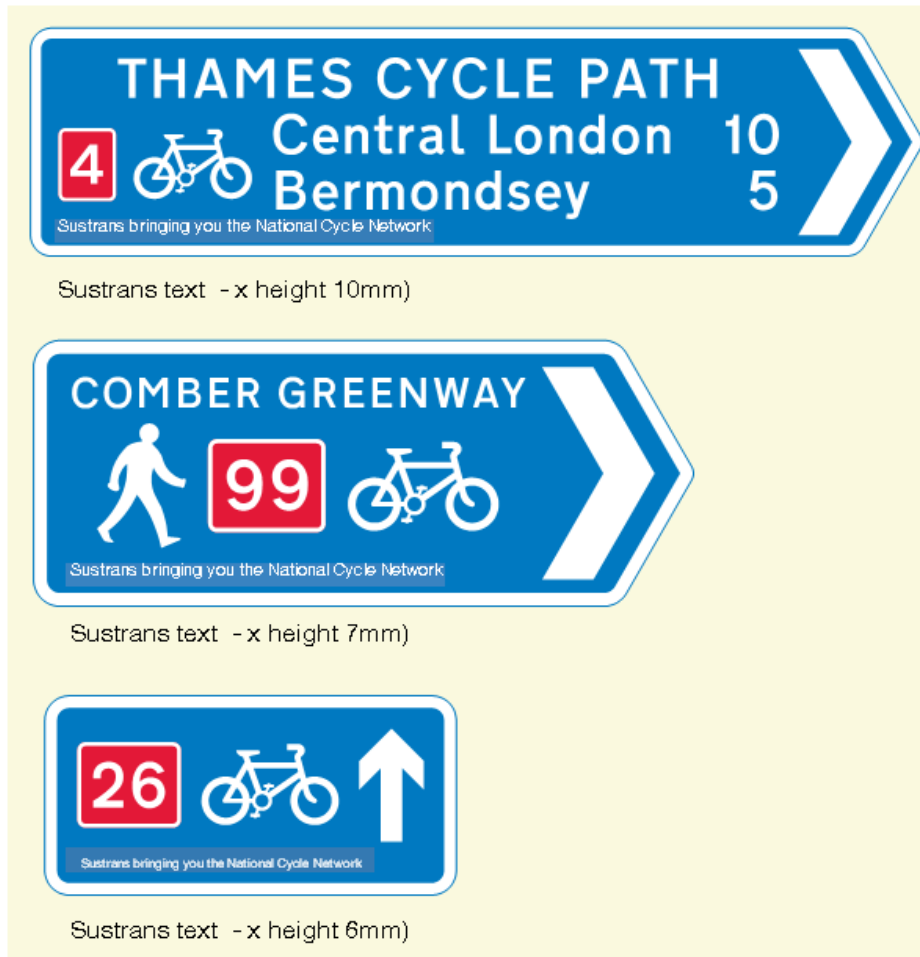 THAMES CYCLE PATH
4 Central London 10
Bermondsey 5
Sustrans bringing you the National Cycle Network
Sustrans text - x height 10mm)
COMBER GREENWAY
99
Sustrans bringing you the National Cycle Network
Sustrans text - x height 7mm)
26
Sustrans bringing you the National Cycle Network
Sustrans text - x height 6mm)